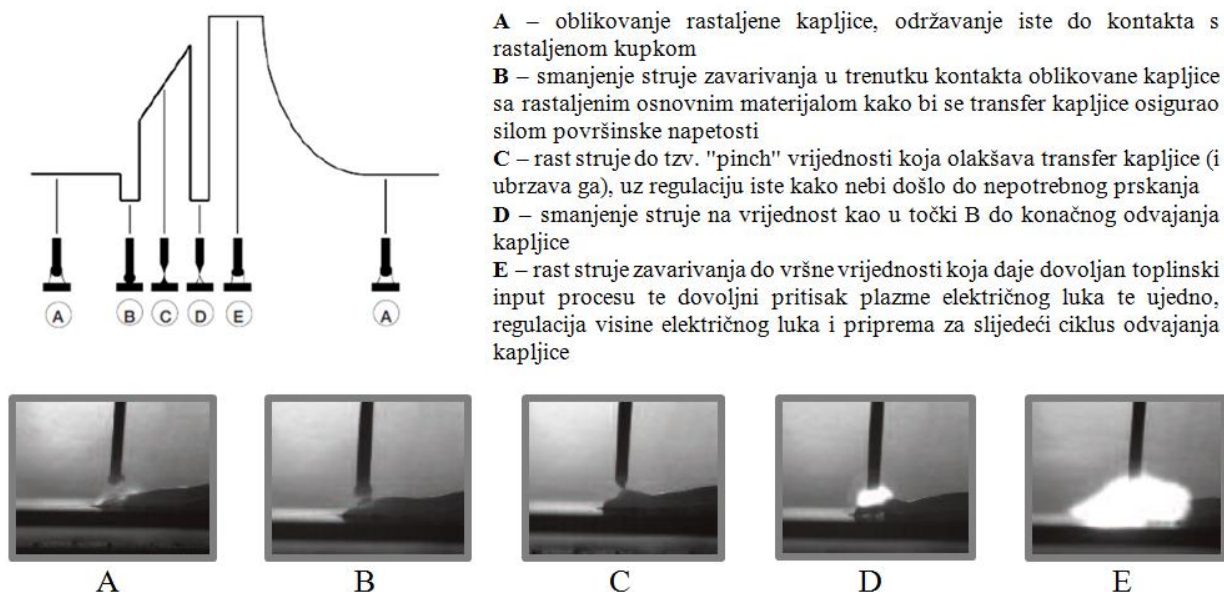 A – oblikovanje rastaljene kapljice, održavanje iste do kontakta s
rastaljenom kupkom
B – smanjenje struje zavarivanja u trenutku kontakta oblikovane kapljice
sa rastaljenim osnovnim materijalom kako bi se transfer kapljice osigurao
silom površinske napetosti
C – rast struje do tzv. "pinch" vrijednosti koja olakšava transfer kapljice (i
ubrzava ga), uz regulaciju iste kako nebi došlo do nepotrebnog prskanja
D – smanjenje struje na vrijednost kao u točki B do konačnog odvajanja
kapljice
E – rast struje zavarivanja do vršne vrijednosti koja daje dovoljan toplinski
input procesu te dovoljni pritisak plazme električnog luka te ujedno,
regulacija visine električnog luka i priprema za slijedeći ciklus odvajanja
kapljice
A B C D E A
A B C D E